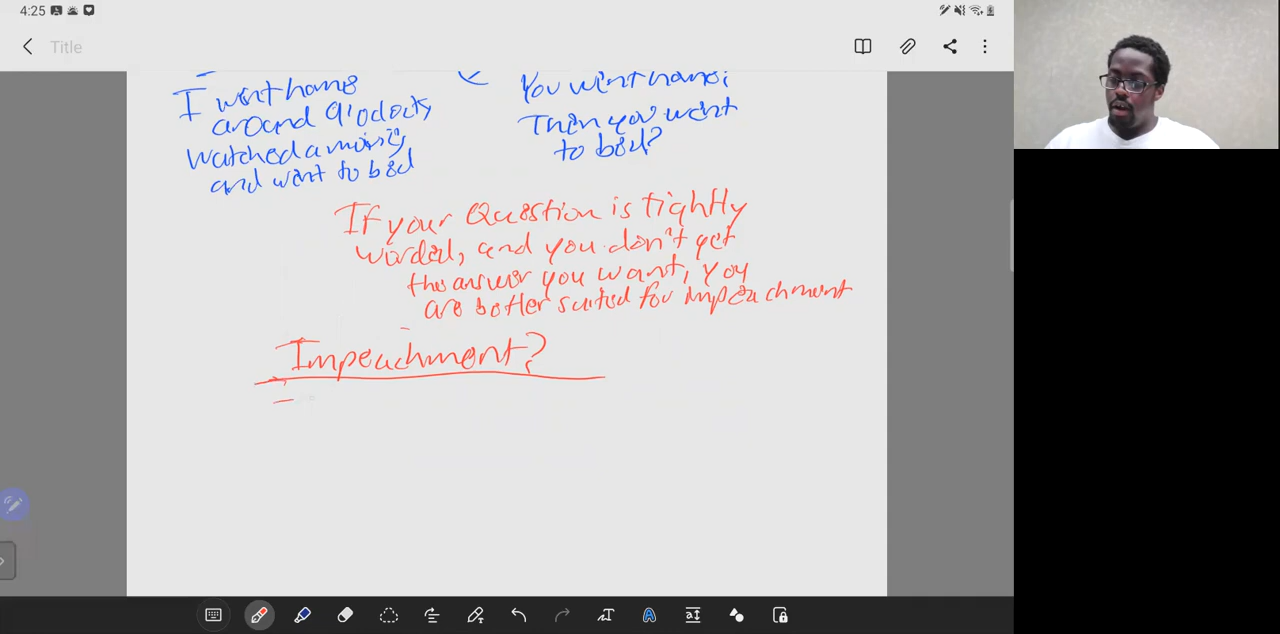 4:25
Title
I went home
around 9 o'clock,
watched a movie,
and went to bed
You went home?
Then you went
to bed?
If your Question is tightly
worded, and you don't get
the answer you want, you
are better suited for impeachment
Impeachment?